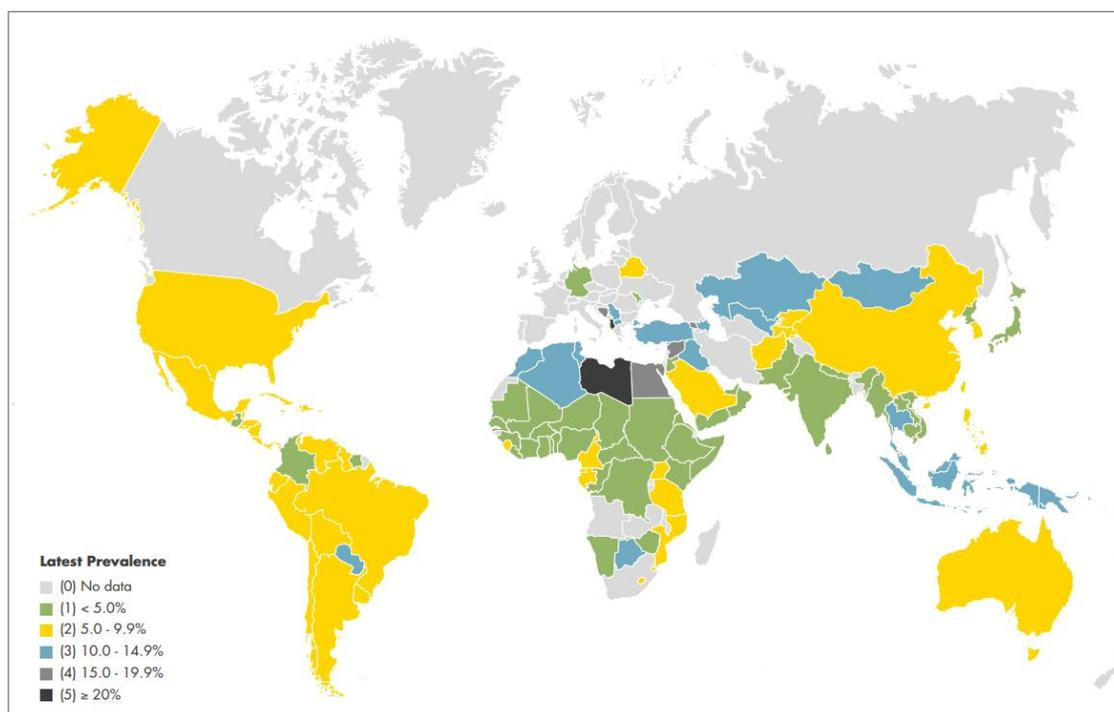 Latest Prevalence
(0) No data
(1) < 5.0%
(2) 5.0 - 9.9%
(3) 10.0 - 14.9%
(4) 15.0 - 19.9%
(5) ≥ 20%